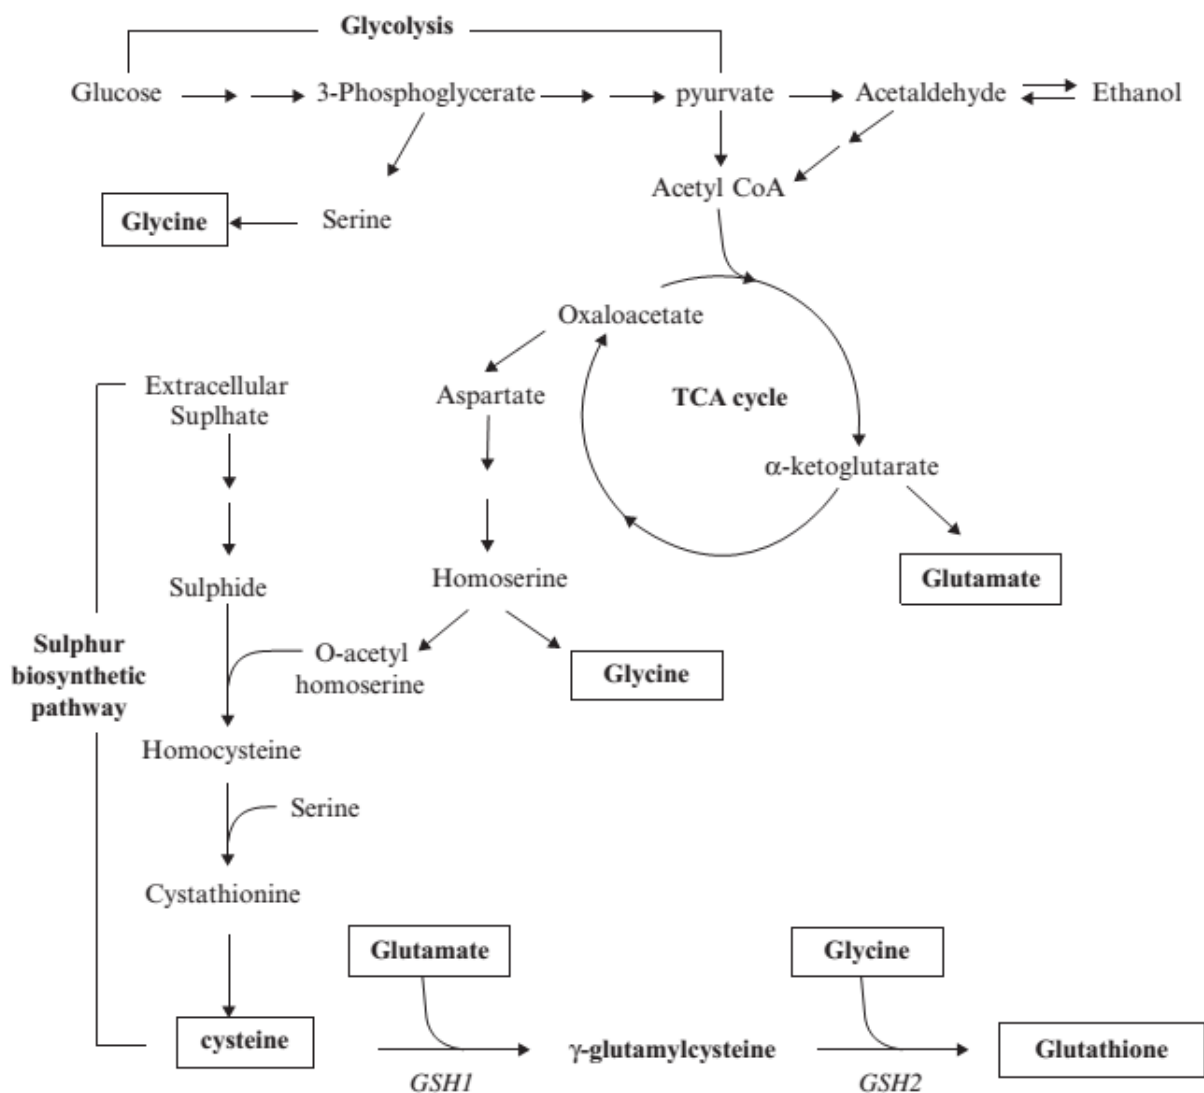 Glycolysis
Glucose 3-Phosphoglycerate pyurvate Acetaldehyde Ethanol
Acetyl CoA
Glycine Serine
Oxaloacetate
Extracellular
Suplhate
Aspartate
TCA cycle
α-ketoglutarate
Sulphide
Homoserine
Glutamate
Sulphur
biosynthetic
pathway
O-acetyl
homoserine
Glycine
Homocysteine
Serine
Cystathionine
Glutamate Glycine
cysteine γ-glutamylcysteine Glutathione
GSH1 GSH2